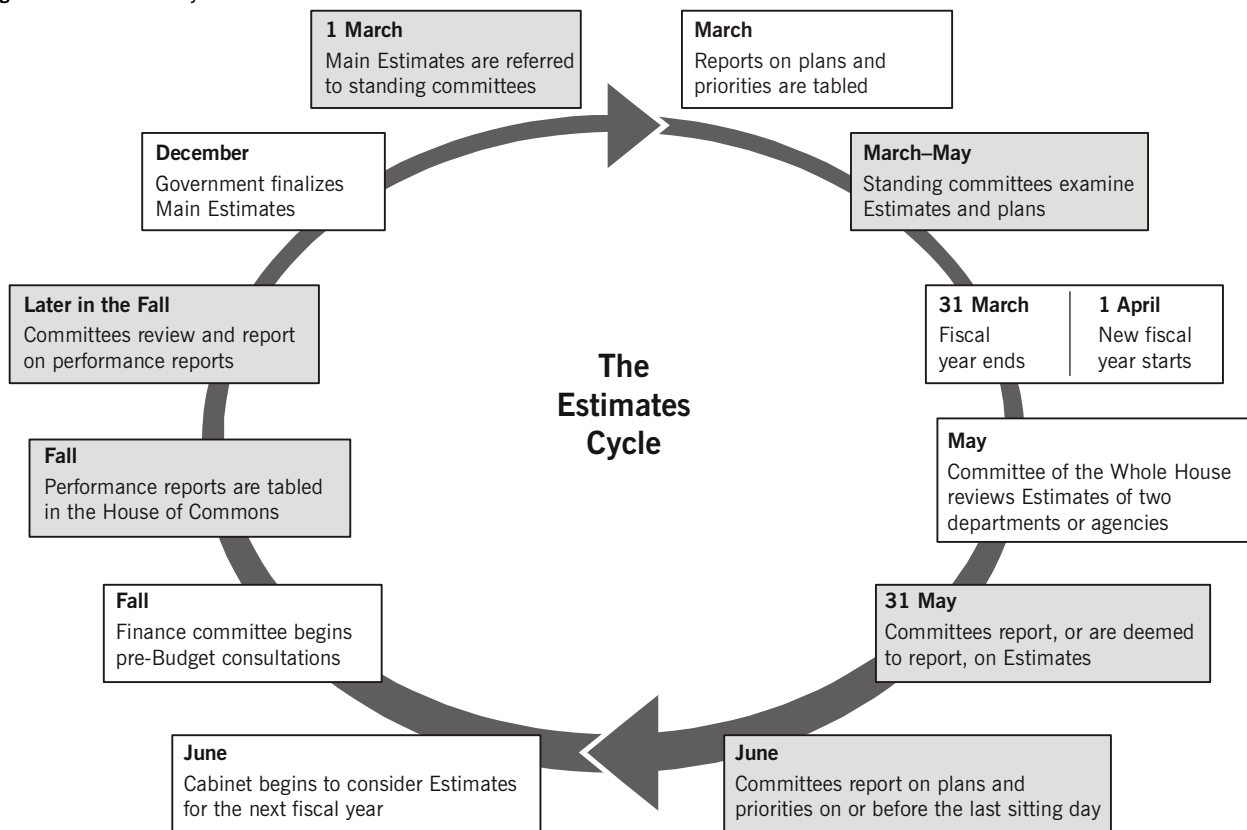 1 March
Main Estimates are referred
to standing committees
March
Reports on plans and
priorities are tabled
March–May
Standing committees examine
Estimates and plans
31 March
Fiscal
year ends
1 April
New fiscal
year starts
May
Committee of the Whole House
reviews Estimates of two
departments or agencies
31 May
Committees report, or are deemed
to report, on Estimates
June
Committees report on plans and
priorities on or before the last sitting day
June
Cabinet begins to consider Estimates
for the next fiscal year
Fall
Finance committee begins
pre-Budget consultations
Fall
Performance reports are tabled
in the House of Commons
Later in the Fall
Committees review and report
on performance reports
December
Government finalizes
Main Estimates
The
Estimates
Cycle